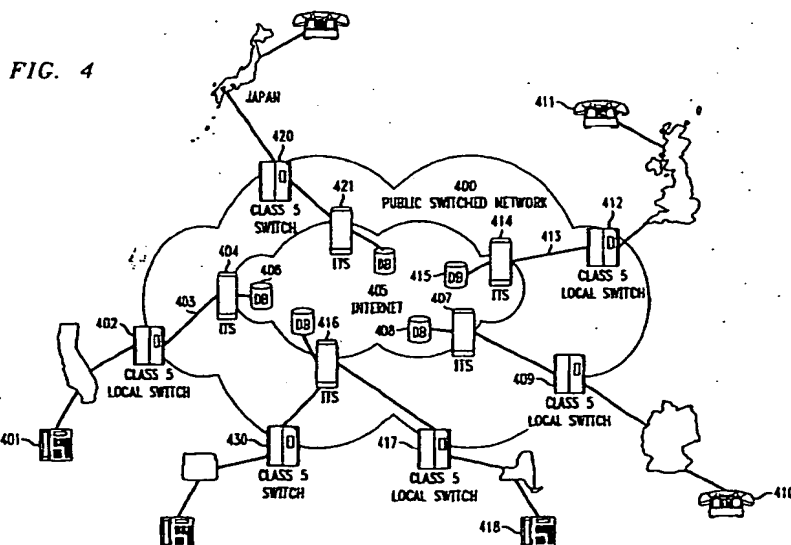 FIG. 4
JAPAN
420
CLASS 5
SWITCH
421
ITS
DB
400
PUBLIC SWITCHED NETWORK
411
412
CLASS 5
LOCAL SWITCH
414
ITS
413
415
DB
404
ITS
406
DB
403
405
INTERNET
402
CLASS 5
LOCAL SWITCH
DB
416
ITS
407
ITS
408
DB
409
CLASS 5
LOCAL SWITCH
401
430
CLASS 5
SWITCH
417
CLASS 5
LOCAL SWITCH
418
410